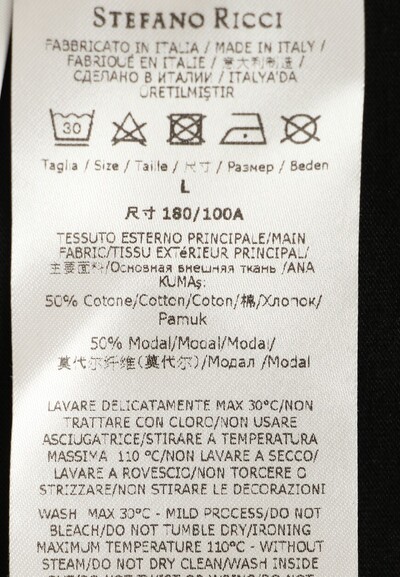 STEFANO RICCI
FABBRICATO IN ITALIA / MADE IN ITALY /
FABRIQUÉ EN ITALIE / 意大利制造 /
СДЕЛАНО В ИТАЛИИ / ITALYA'DA
ÜRETILMIŞTIR
30
Taglia / Size / Taille / 尺寸 / Размер / Beden
L
尺寸 180/100A
TESSUTO ESTERNO PRINCIPALE/MAIN
FABRIC/TISSU EXTéRIEUR PRINCIPAL/
主要面料/Основная внешняя ткань /ANA
KUMAş:
50% Cotone/Cotton/Coton/棉/Хлопок/
Pamuk
50% Modal/Modal/Modal/
莫代尔纤维(莫代尔)/Модал /Modal
LAVARE DELICATAMENTE MAX 30°C/NON
TRATTARE CON CLORO/NON USARE
ASCIUGATRICE/STIRARE A TEMPERATURA
MASSIMA 110 °C/NON LAVARE A SECCO/
LAVARE A ROVESCIO/NON TORCERE O
STRIZZARE/NON STIRARE LE DECORAZIONI
WASH MAX 30°C - MILD PROCESS/DO NOT
BLEACH/DO NOT TUMBLE DRY/IRONING
MAXIMUM TEMPERATURE 110°C - WITHOUT
STEAM/DO NOT DRY CLEAN/WASH INSIDE